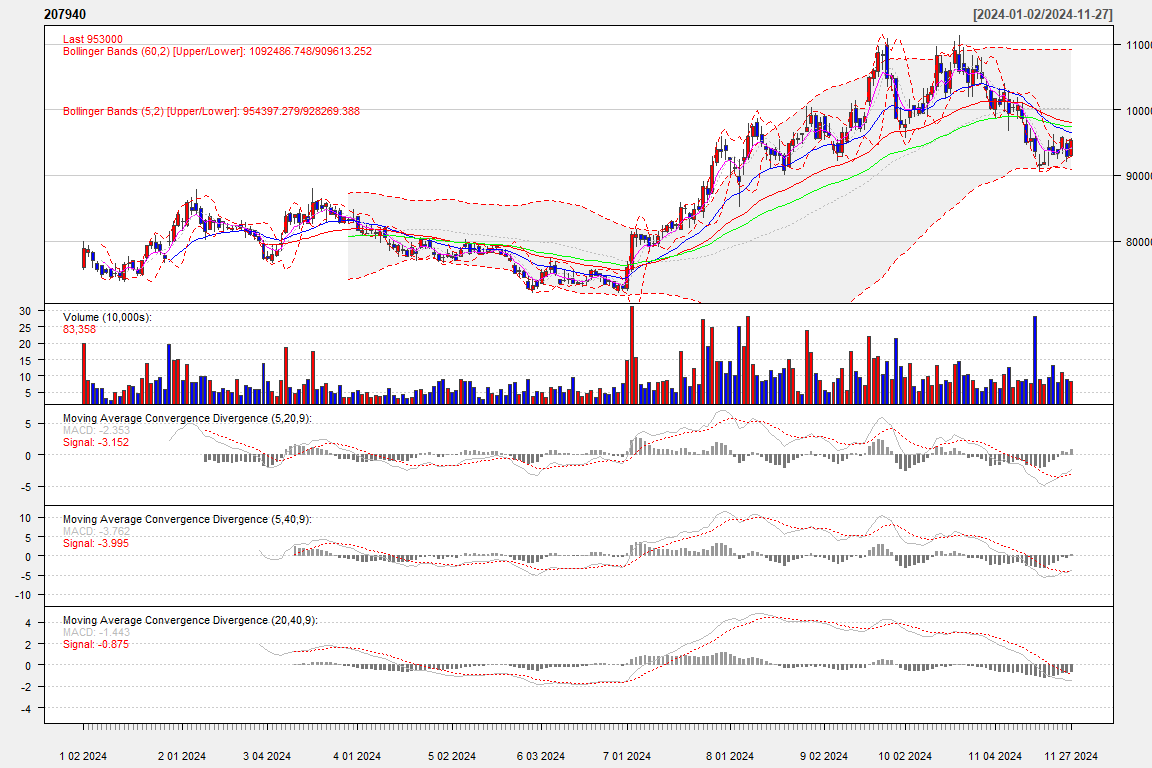 207940
[2024-01-02/2024-11-27]
Last 953000
Bollinger Bands (60,2) [Upper/Lower]: 1092486.748/909613.252
Bollinger Bands (5,2) [Upper/Lower]: 954397.279/928269.388
11000
10000
90000
80000
Volume (10,000s):
83,358
30
25
20
15
10
5
Moving Average Convergence Divergence (5,20,9):
MACD: -2.353
Signal: -3.152
5
0
-5
Moving Average Convergence Divergence (5,40,9):
MACD: -3.762
Signal: -3.995
10
5
0
-5
-10
Moving Average Convergence Divergence (20,40,9):
MACD: -1.443
Signal: -0.875
4
2
0
-2
-4
1 02 2024
2 01 2024
3 04 2024
4 01 2024
5 02 2024
6 03 2024
7 01 2024
8 01 2024
9 02 2024
10 02 2024
11 04 2024
11 27 2024